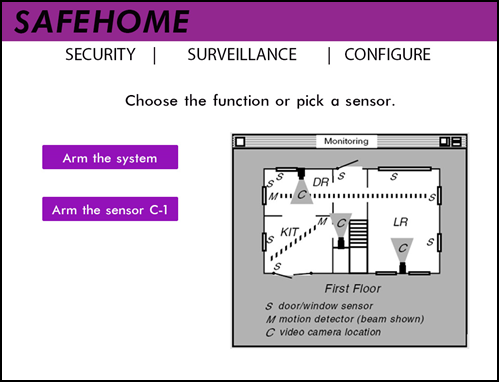 SAFEHOME
SECURITY | SURVEILLANCE | CONFIGURE
Choose the function or pick a sensor.
Arm the system
Arm the sensor C-1
Monitoring
S S S S
DR
M C S
KIT M C LR
S C S
S S
First Floor
S door/window sensor
M motion detector (beam shown)
C video camera location